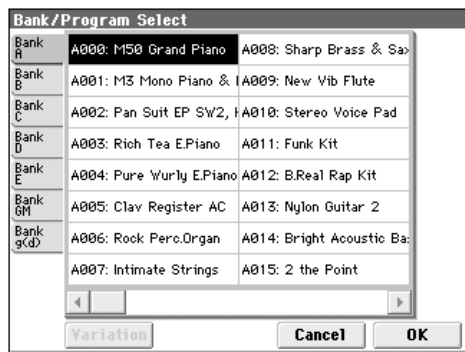 Bank/Program Select
Bank A
Bank B
Bank C
Bank D
Bank E
Bank GM
Bank g(d)
A000: M50 Grand Piano
A001: M3 Mono Piano &
A002: Pan Suit EP SW2,
A003: Rich Tea E.Piano
A004: Pure Wurly E.Piano
A005: Clav Register AC
A006: Rock Perc.Organ
A007: Intimate Strings
A008: Sharp Brass & Sax
A009: New Vib Flute
A010: Stereo Voice Pad
A011: Funk Kit
A012: B.Real Rap Kit
A013: Nylon Guitar 2
A014: Bright Acoustic Ba
A015: 2 the Point
Variation
Cancel
OK